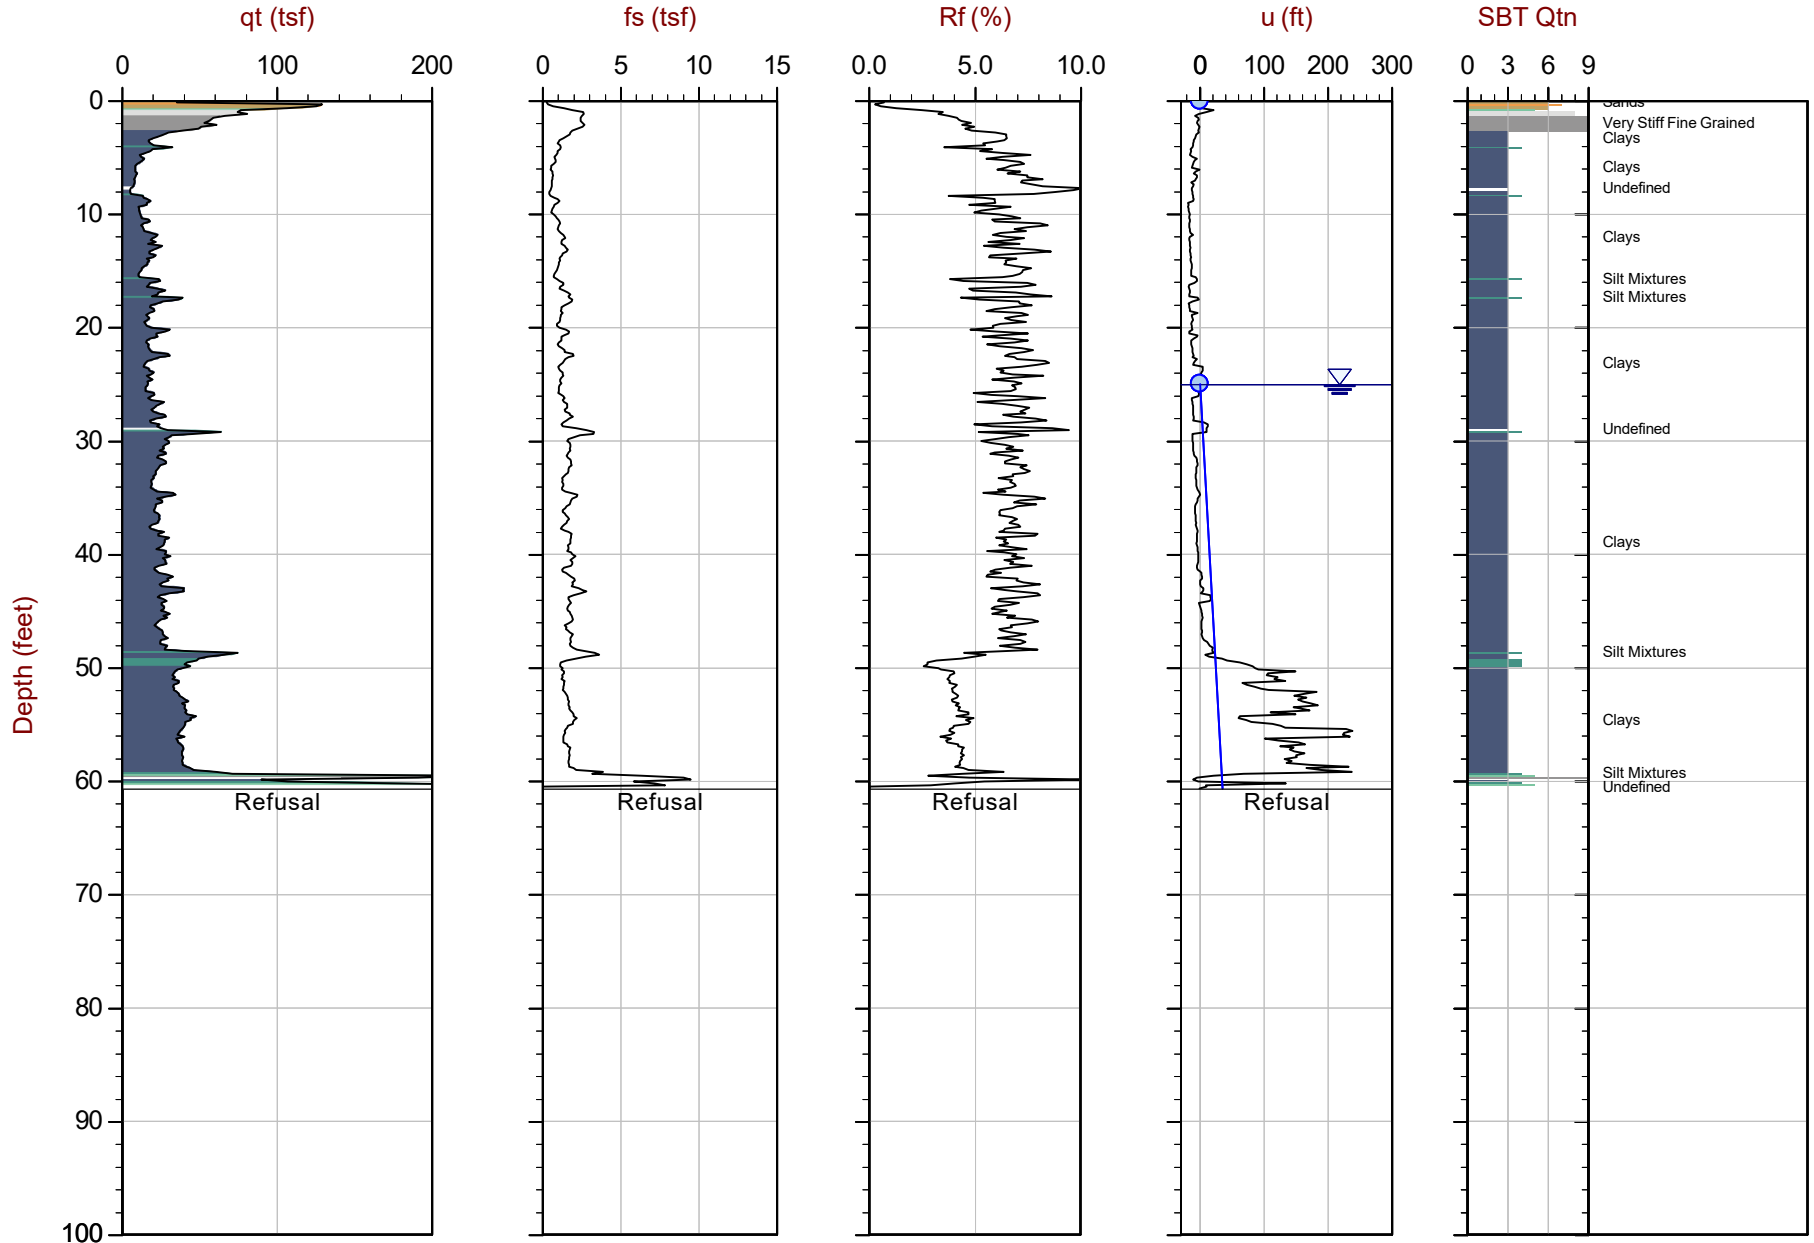 qt (tsf) fs (tsf) Rf (%) u (ft) SBT Qtn
0 100 200 0 5 10 15 0.0 5.0 10.0 0 100 200 300 0 3 6 9
0
Sands
Very Stiff Fine Grained
Clays
Clays
Undefined
10
Clays
Silt Mixtures
Silt Mixtures
20
Clays
Undefined
30
Clays
40
Depth (feet)
Silt Mixtures
50
Clays
Silt Mixtures
60
Undefined
Refusal Refusal Refusal Refusal
70
80
90
100